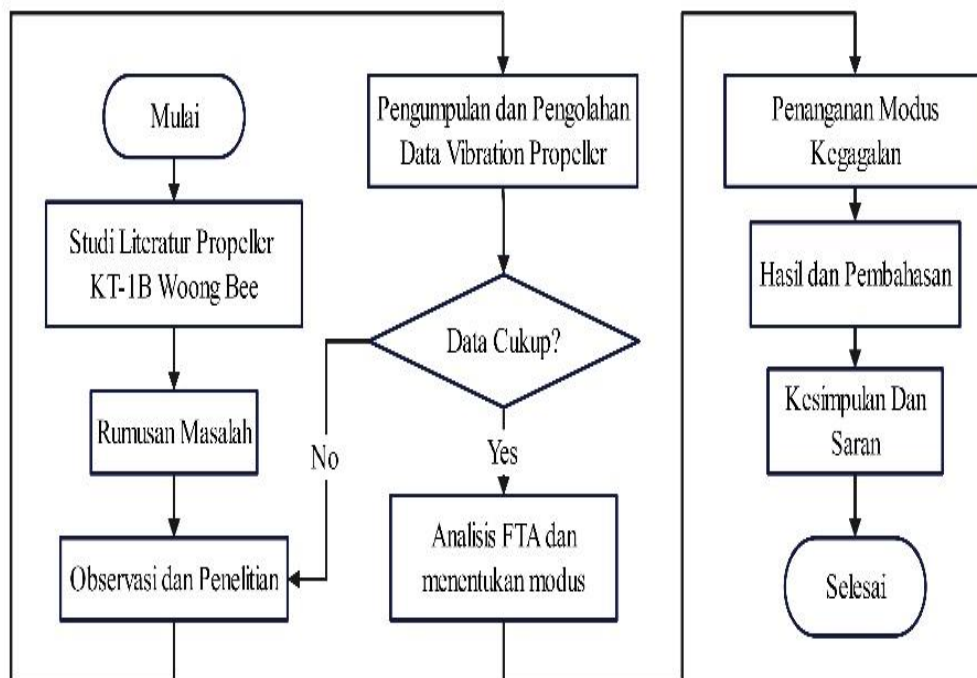 Mulai
Studi Literatur Propeller
KT-1B Woong Bee
Rumusan Masalah
Observasi dan Penelitian
Pengumpulan dan Pengolahan
Data Vibration Propeller
Data Cukup?
No
Yes
Analisis FTA dan
menentukan modus
Penanganan Modus
Kegagalan
Hasil dan Pembahasan
Kesimpulan Dan
Saran
Selesai